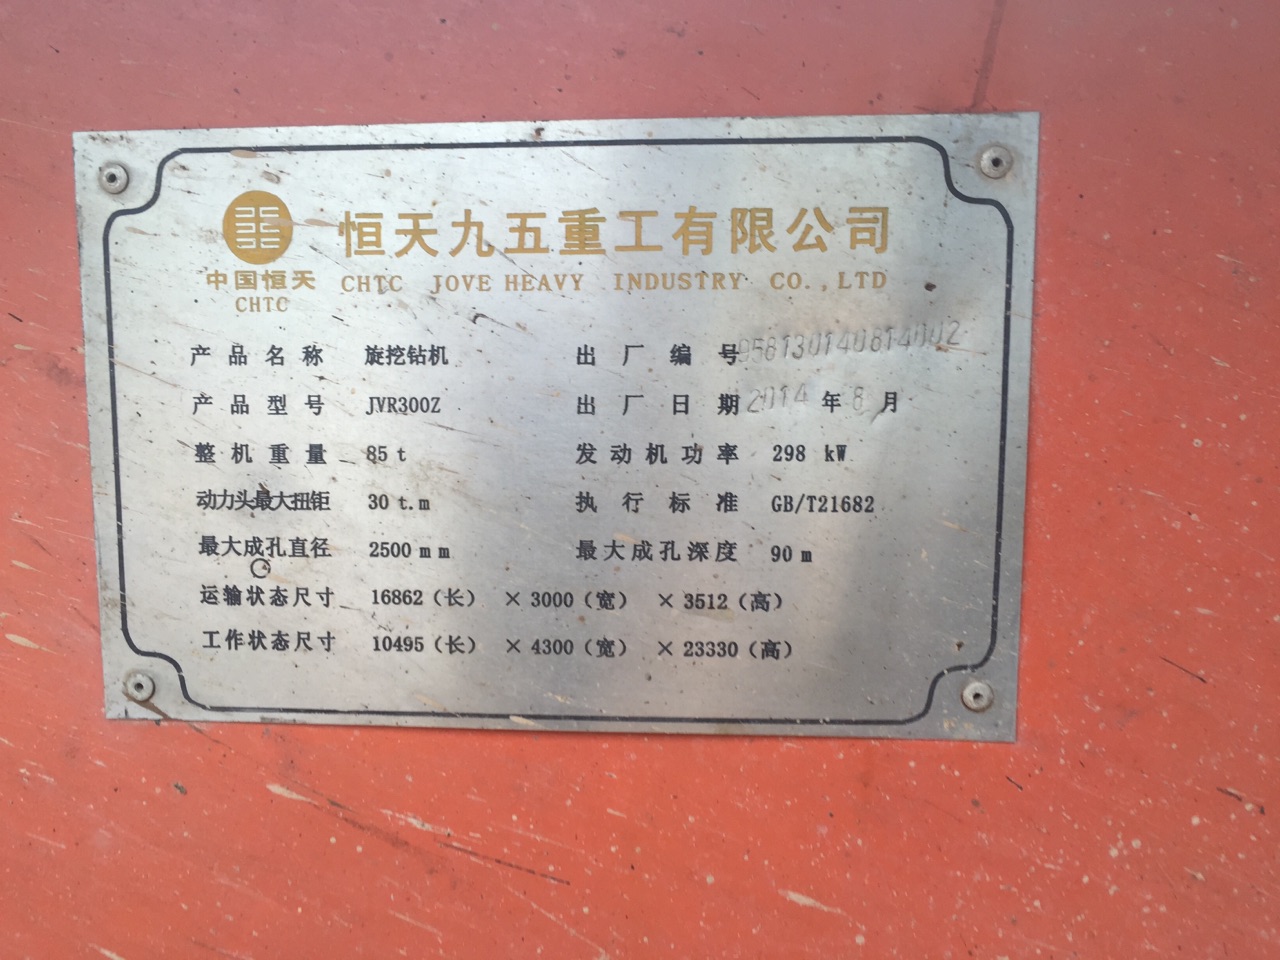 恒天九五重工有限公司
中国恒天 CHTC JOVE HEAVY INDUSTRY CO.,LTD
CHTC
产品名称 旋挖钻机 出厂编号 958130140814002
产品型号 JVR300Z 出厂日期 2014 年 8 月
整机重量 85 t 发动机功率 298 kW
动力头最大扭钜 30 t.m 执行标准 GB/T21682
最大成孔直径 2500 mm 最大成孔深度 90 m
运输状态尺寸 16862（长） × 3000（宽） × 3512（高）
工作状态尺寸 10495（长） × 4300（宽） × 23330（高）